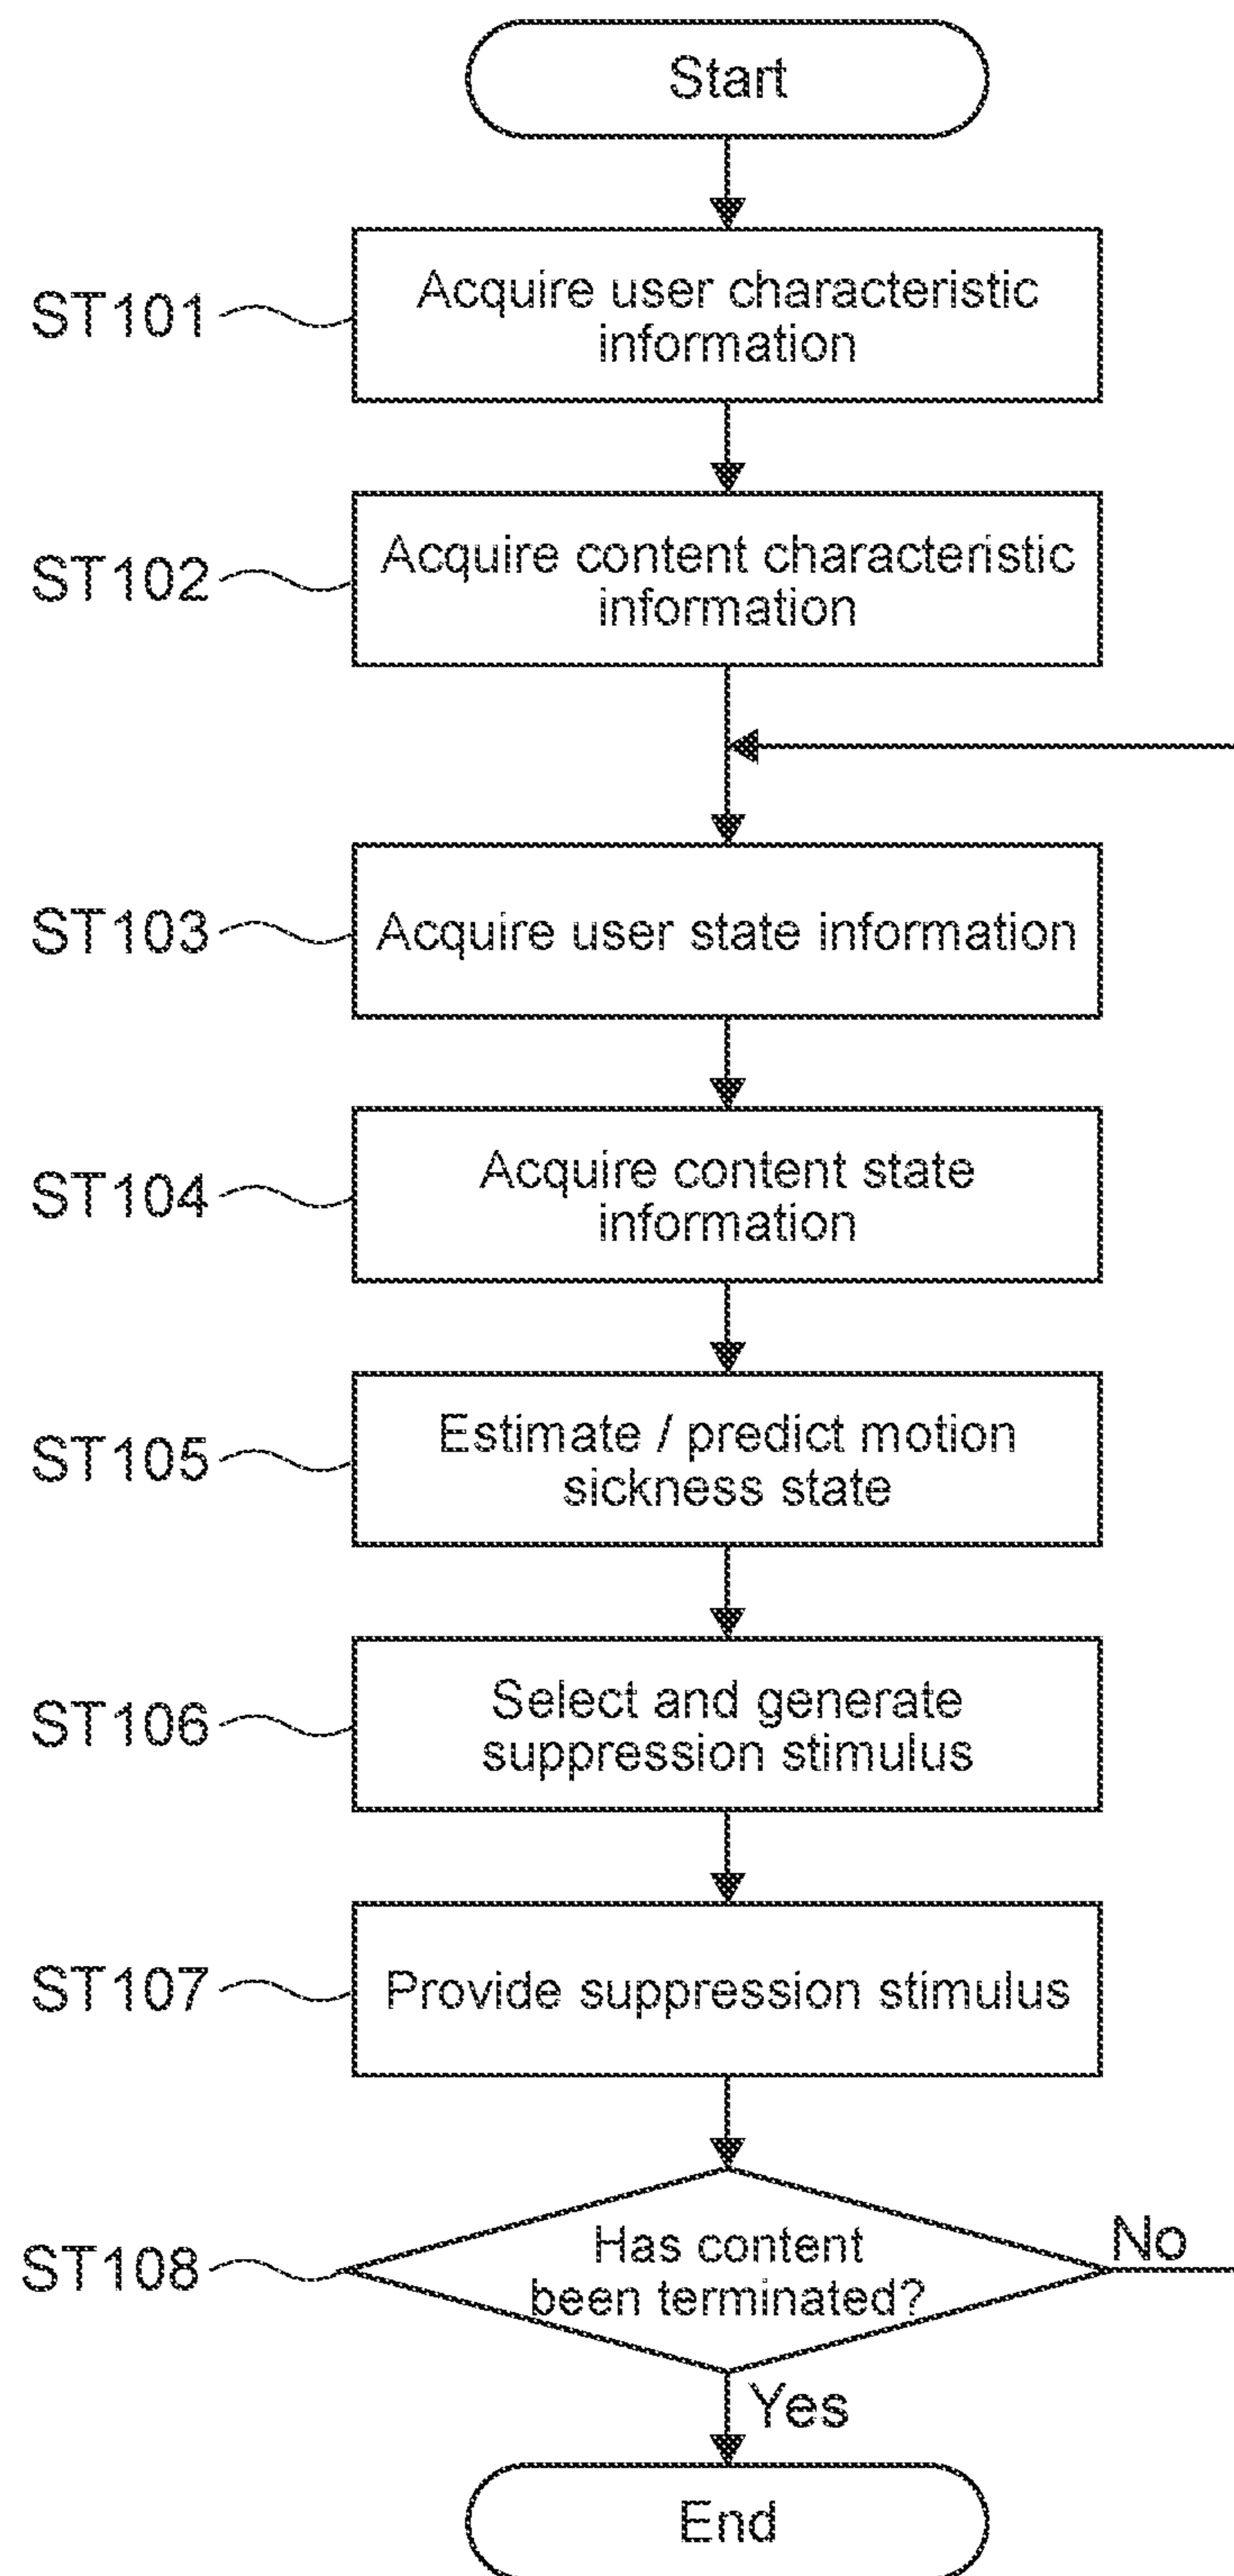 Start
ST101
Acquire user characteristic
information
ST102
Acquire content characteristic
information
ST103
Acquire user state information
ST104
Acquire content state
information
ST105
Estimate / predict motion
sickness state
ST106
Select and generate
suppression stimulus
ST107
Provide suppression stimulus
ST108
Has content
been terminated?
No
Yes
End